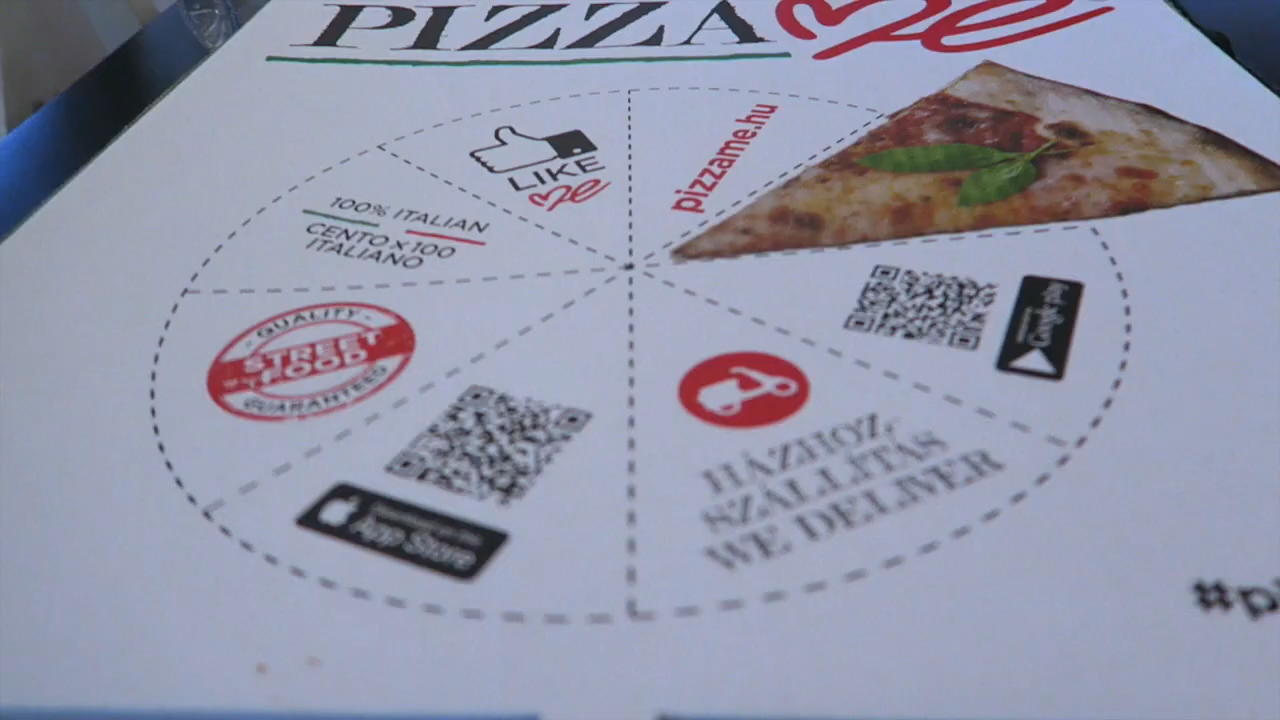 PIZZA me
LIKE
me
pizzame.hu
100% ITALIAN
CENTO x 100
ITALIANO
QUALITY
STREET
FOOD
GUARANTEED
App Store
HÁZHOZ
SZÁLLÍTÁS
WE DELIVER
Google
#p